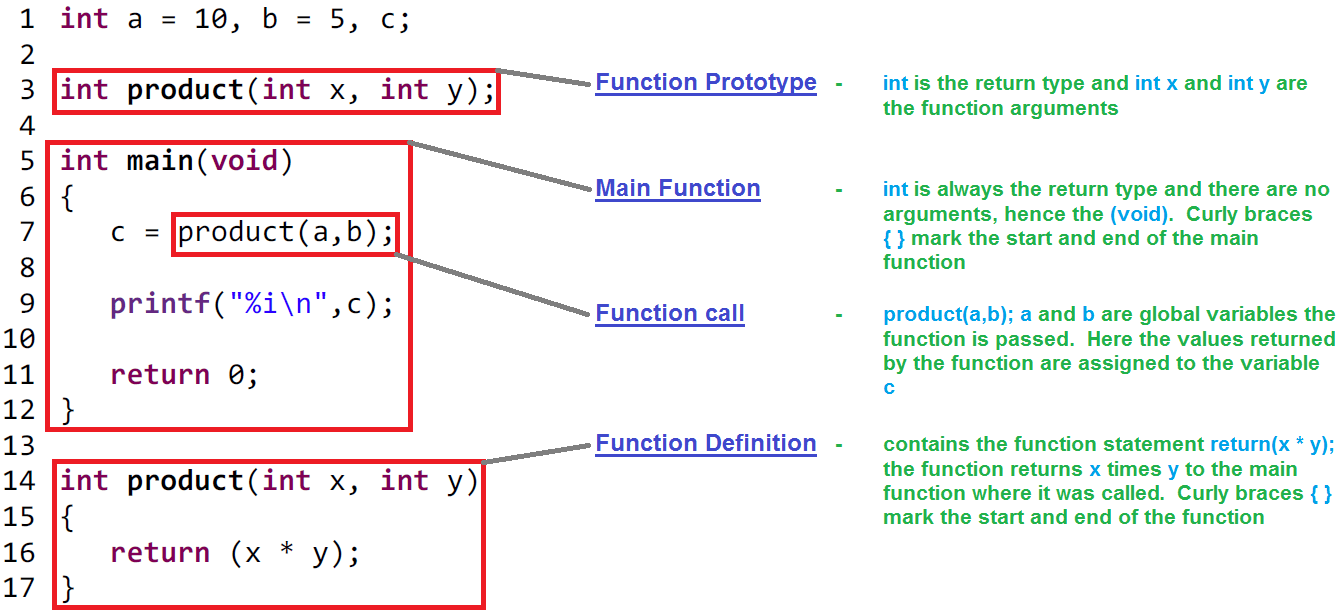 1 int a = 10, b = 5, c;
2
3 int product(int x, int y);
4
5 int main(void)
6 {
7 c = product(a,b);
8
9 printf("%i\n",c);
10
11 return 0;
12 }
13
14 int product(int x, int y)
15 {
16 return (x * y);
17 }
Function Prototype - int is the return type and int x and int y are
the function arguments
Main Function - int is always the return type and there are no
arguments, hence the (void). Curly braces
{ } mark the start and end of the main
function
Function call - product(a,b); a and b are global variables the
function is passed. Here the values returned
by the function are assigned to the variable
c
Function Definition - contains the function statement return(x * y);
the function returns x times y to the main
function where it was called. Curly braces { }
mark the start and end of the function